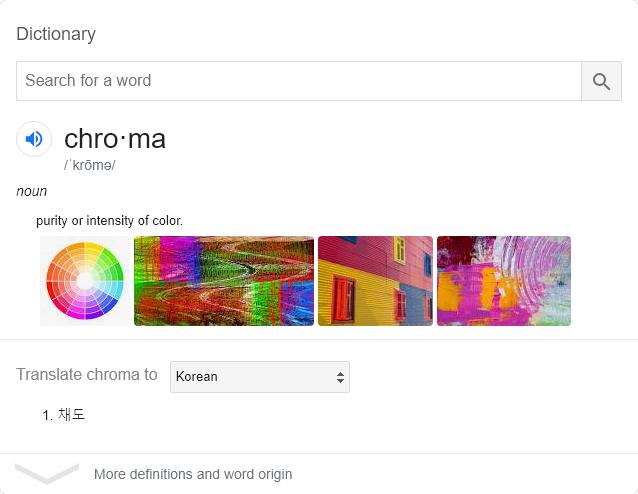 Dictionary
Search for a word
chro·ma
/ˈkrōmə/
noun
purity or intensity of color.
Translate chroma to Korean
1. 채도
More definitions and word origin